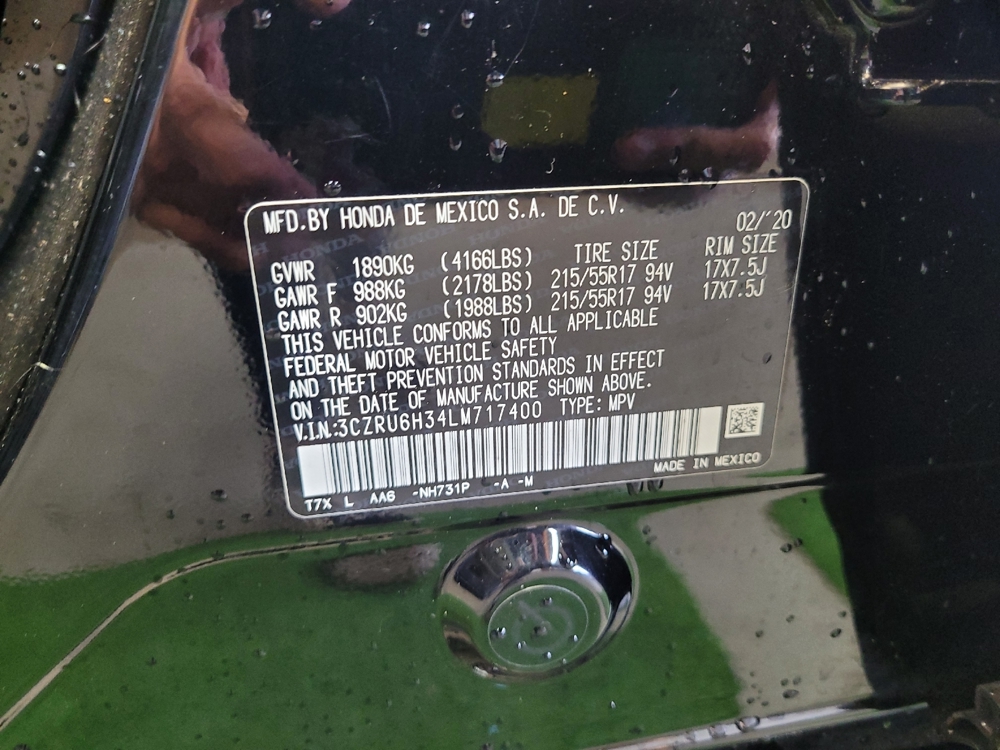 MFD.BY HONDA DE MEXICO S.A. DE C.V.
02/'20
GVWR 1890KG (4166LBS) TIRE SIZE RIM SIZE
GAWR F 988KG (2178LBS) 215/55R17 94V 17X7.5J
GAWR R 902KG (1988LBS) 215/55R17 94V 17X7.5J
THIS VEHICLE CONFORMS TO ALL APPLICABLE
FEDERAL MOTOR VEHICLE SAFETY
AND THEFT PREVENTION STANDARDS IN EFFECT
ON THE DATE OF MANUFACTURE SHOWN ABOVE.
V.I.N.:3CZRU6H34LM717400 TYPE: MPV
MADE IN MEXICO
T7X L AA6 -NH731P -A -M